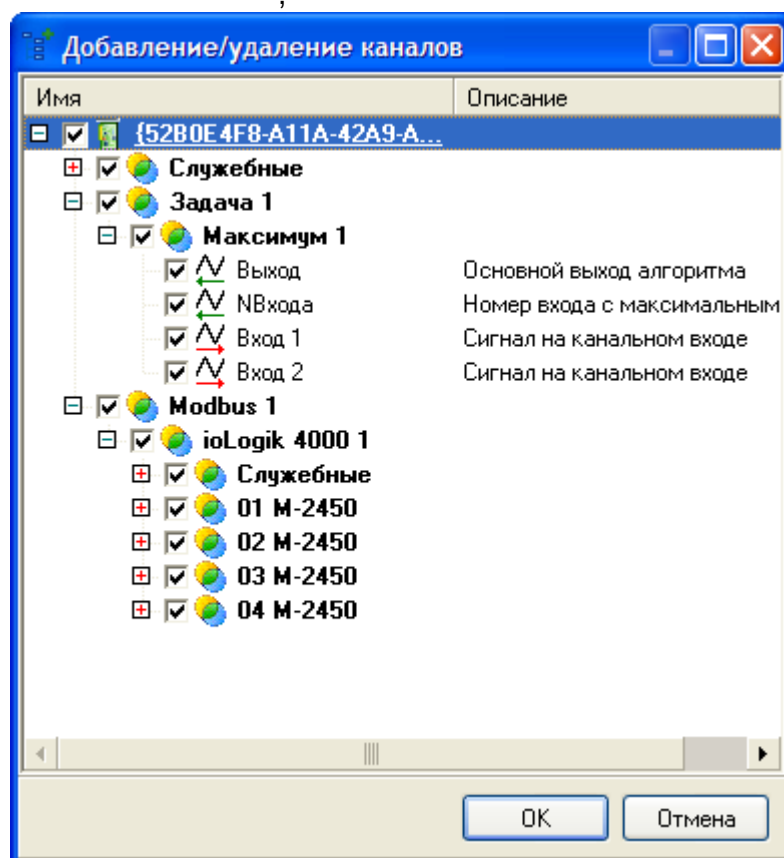 Добавление/удаление каналов
Имя Описание
{52B0E4F8-A11A-42A9-A...
Служебные
Задача 1
Максимум 1
Выход Основной выход алгоритма
NВхода Номер входа с максимальным
Вход 1 Сигнал на канальном входе
Вход 2 Сигнал на канальном входе
Modbus 1
ioLogik 4000 1
Служебные
01 M-2450
02 M-2450
03 M-2450
04 M-2450
OK Отмена